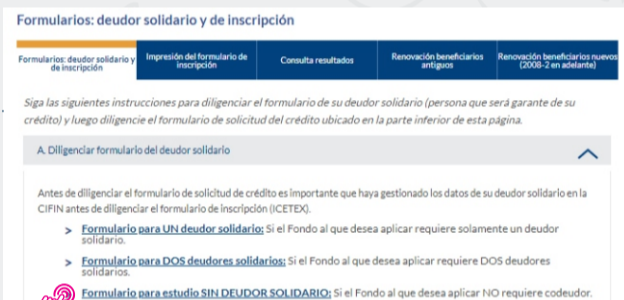 Formularios: deudor solidario y de inscripción
Formularios: deudor solidario y
de inscripción
Impresión del formulario de
inscripción
Consulta resultados
Renovación beneficiarios
antiguos
Renovación beneficiarios nuevos
(2008-2 en adelante)
Siga las siguientes instrucciones para diligenciar el formulario de su deudor solidario (persona que será garante de su
crédito) y luego diligencie el formulario de solicitud del crédito ubicado en la parte inferior de esta página.
A. Diligenciar formulario del deudor solidario
Antes de diligenciar el formulario de solicitud de crédito es importante que haya gestionado los datos de su deudor solidario en la
CIFIN antes de diligenciar el formulario de inscripción (ICETEX).
> Formulario para UN deudor solidario: Si el Fondo al que desea aplicar requiere solamente un deudor
solidario.
> Formulario para DOS deudores solidarios: Si el Fondo al que desea aplicar requiere DOS deudores
solidarios.
Formulario para estudio SIN DEUDOR SOLIDARIO: Si el Fondo al que desea aplicar NO requiere codeudor.